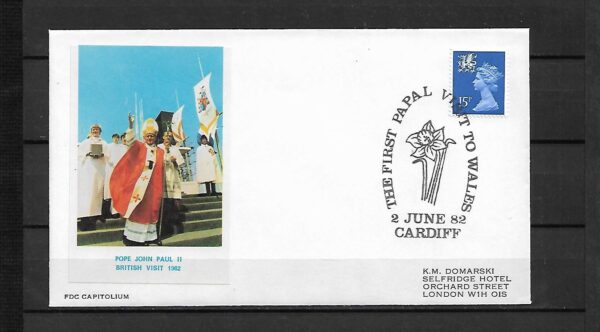 POPE JOHN PAUL II
BRITISH VISIT 1982
FDC CAPITOLIUM
15P
THE FIRST PAPAL VISIT TO WALES
2 JUNE 82
CARDIFF
K.M. DOMARSKI
SELFRIDGE HOTEL
ORCHARD STREET
LONDON W1H OIS